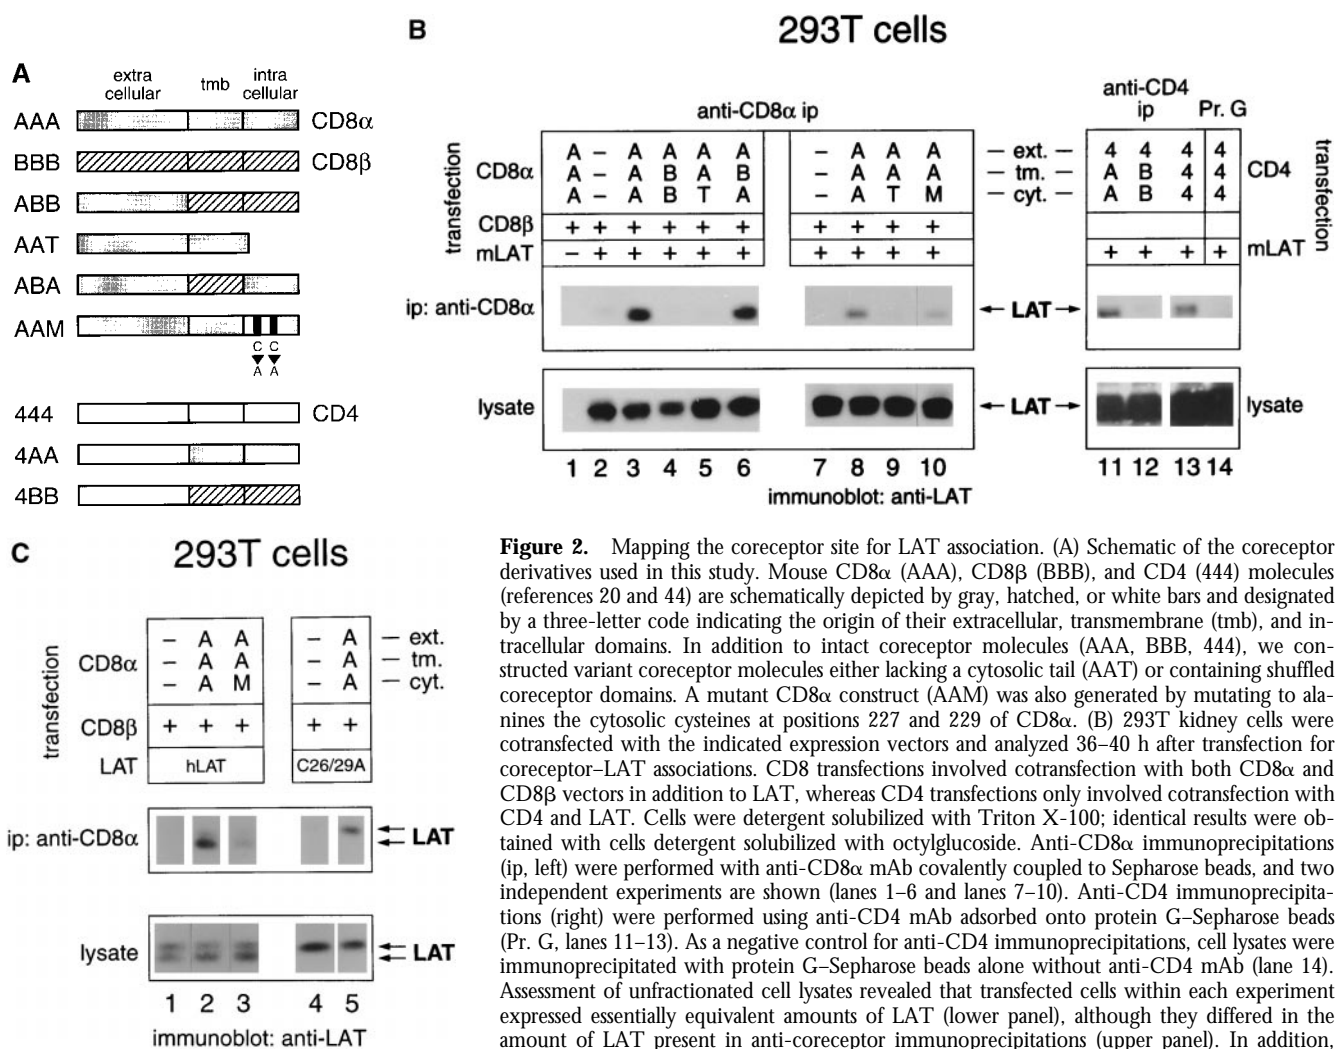 A
extra cellular tmb intra cellular
AAA CD8α
BBB CD8β
ABB
AAT
ABA
AAM
C C
A A
444 CD4
4AA
4BB
B
293T cells
anti-CD8α ip
anti-CD4 ip Pr. G
transfection
CD8α
A – A A A A – A A A — ext. — 4 4 4 4
A – A B A B – A A A — tm. — A B 4 4 CD4
A – A B T A – A T M — cyt. — A B 4 4
CD8β + + + + + + + + + +
mLAT – + + + + + + + + + + + + + mLAT
transfection
ip: anti-CD8α LAT
lysate LAT lysate
1 2 3 4 5 6 7 8 9 10 11 12 13 14
immunoblot: anti-LAT
C
293T cells
transfection
CD8α
– A A – A — ext.
– A A – A — tm.
– A M – A — cyt.
CD8β + + + + +
LAT hLAT C26/29A
ip: anti-CD8α LAT
lysate LAT
1 2 3 4 5
immunoblot: anti-LAT
Figure 2. Mapping the coreceptor site for LAT association. (A) Schematic of the coreceptor
derivatives used in this study. Mouse CD8α (AAA), CD8β (BBB), and CD4 (444) molecules
(references 20 and 44) are schematically depicted by gray, hatched, or white bars and designated
by a three-letter code indicating the origin of their extracellular, transmembrane (tmb), and in-
tracellular domains. In addition to intact coreceptor molecules (AAA, BBB, 444), we con-
structed variant coreceptor molecules either lacking a cytosolic tail (AAT) or containing shuffled
coreceptor domains. A mutant CD8α construct (AAM) was also generated by mutating to ala-
nines the cytosolic cysteines at positions 227 and 229 of CD8α. (B) 293T kidney cells were
cotransfected with the indicated expression vectors and analyzed 36–40 h after transfection for
coreceptor–LAT associations. CD8 transfections involved cotransfection with both CD8α and
CD8β vectors in addition to LAT, whereas CD4 transfections only involved cotransfection with
CD4 and LAT. Cells were detergent solubilized with Triton X-100; identical results were ob-
tained with cells detergent solubilized with octylglucoside. Anti-CD8α immunoprecipitations
(ip, left) were performed with anti-CD8α mAb covalently coupled to Sepharose beads, and two
independent experiments are shown (lanes 1–6 and lanes 7–10). Anti-CD4 immunoprecipita-
tions (right) were performed using anti-CD4 mAb adsorbed onto protein G–Sepharose beads
(Pr. G, lanes 11–13). As a negative control for anti-CD4 immunoprecipitations, cell lysates were
immunoprecipitated with protein G–Sepharose beads alone without anti-CD4 mAb (lane 14).
Assessment of unfractionated cell lysates revealed that transfected cells within each experiment
expressed essentially equivalent amounts of LAT (lower panel), although they differed in the
amount of LAT present in anti-coreceptor immunoprecipitations (upper panel). In addition,